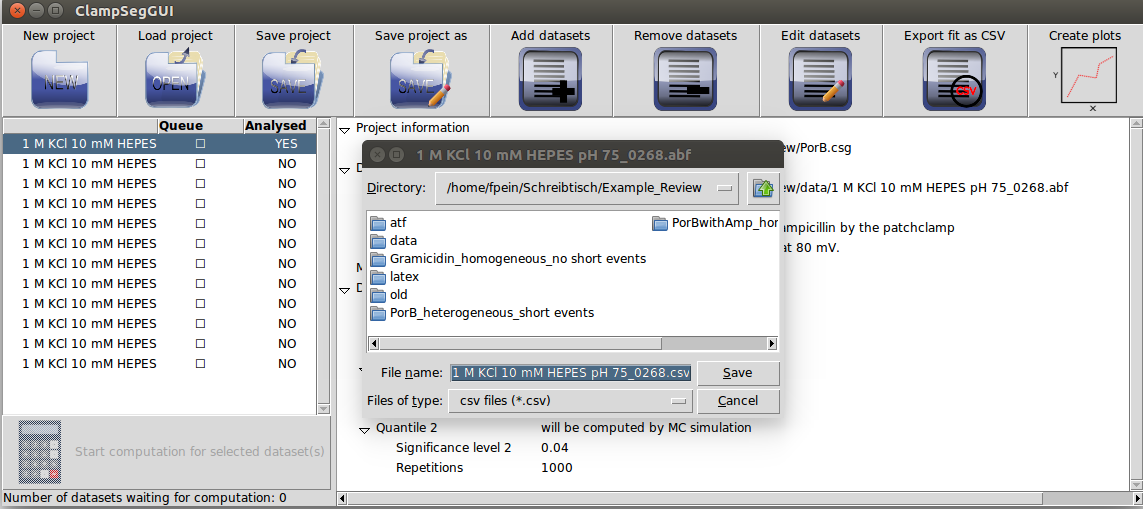 ClampSegGUI
New project Load project Save project Save project as Add datasets Remove datasets Edit datasets Export fit as CSV Create plots
NEW OPEN SAVE SAVE CSV Y X
Queue Analysed
1 M KCl 10 mM HEPES YES
1 M KCl 10 mM HEPES NO
1 M KCl 10 mM HEPES NO
1 M KCl 10 mM HEPES NO
1 M KCl 10 mM HEPES NO
1 M KCl 10 mM HEPES NO
1 M KCl 10 mM HEPES NO
1 M KCl 10 mM HEPES NO
1 M KCl 10 mM HEPES NO
1 M KCl 10 mM HEPES NO
1 M KCl 10 mM HEPES NO
1 M KCl 10 mM HEPES NO
Start computation for selected dataset(s)
Number of datasets waiting for computation: 0
Project information
ew/PorB.csg
D
ew/data/1 M KCl 10 mM HEPES pH 75_0268.abf
ampicillin by the patchclamp
at 80 mV.
M
D
1 M KCl 10 mM HEPES pH 75_0268.abf
Directory: /home/fpein/Schreibtisch/Example_Review
atf
data
Gramicidin_homogeneous_no short events
latex
old
PorB_heterogeneous_short events
PorBwithAmp_hor
File name: 1 M KCl 10 mM HEPES pH 75_0268.csv Save
Files of type: csv files (*.csv) Cancel
Quantile 2 will be computed by MC simulation
Significance level 2 0.04
Repetitions 1000